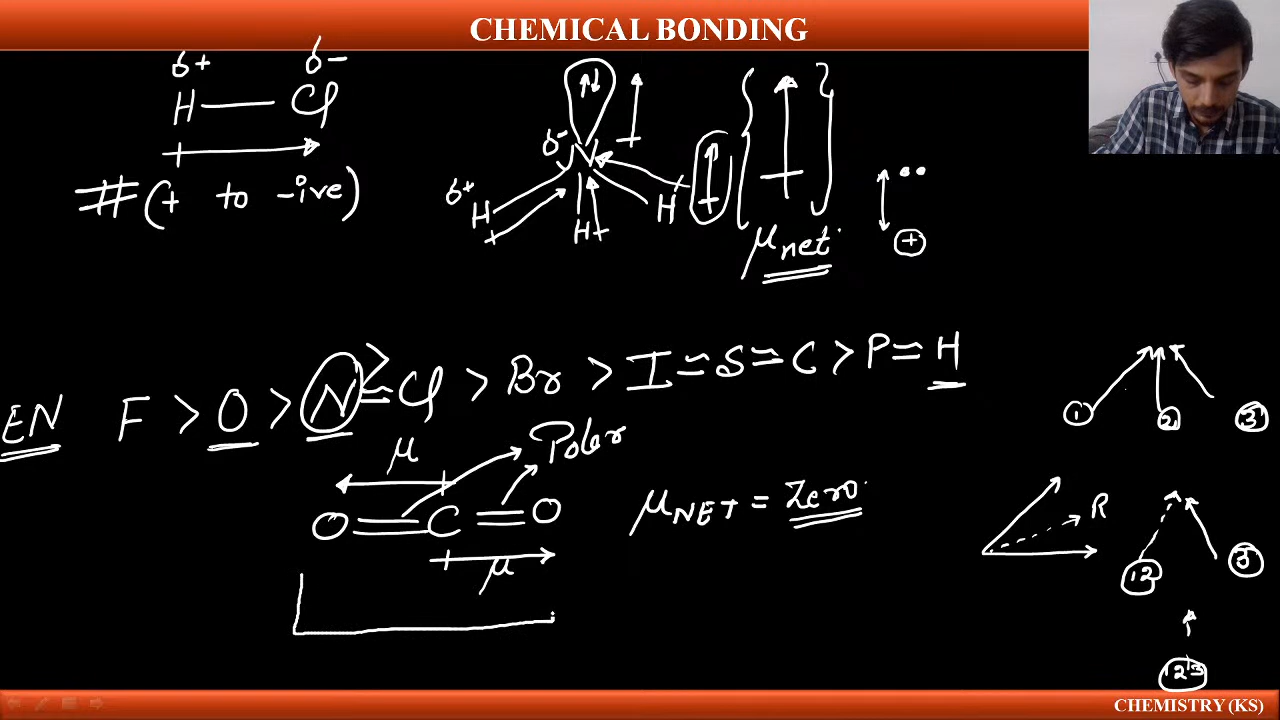 CHEMICAL BONDING
δ+ δ-
H — Cl
# (+ to -ive)
δ-
N
δ+
H H H
μnet
+
EN F > O > N ≥ Cl > Br > I ≃ S ≃ C > P ≃ H
μ
Polar
O = C = O
μ
μNET = Zero
1 2 3
R
12 3
123
CHEMISTRY (KS)